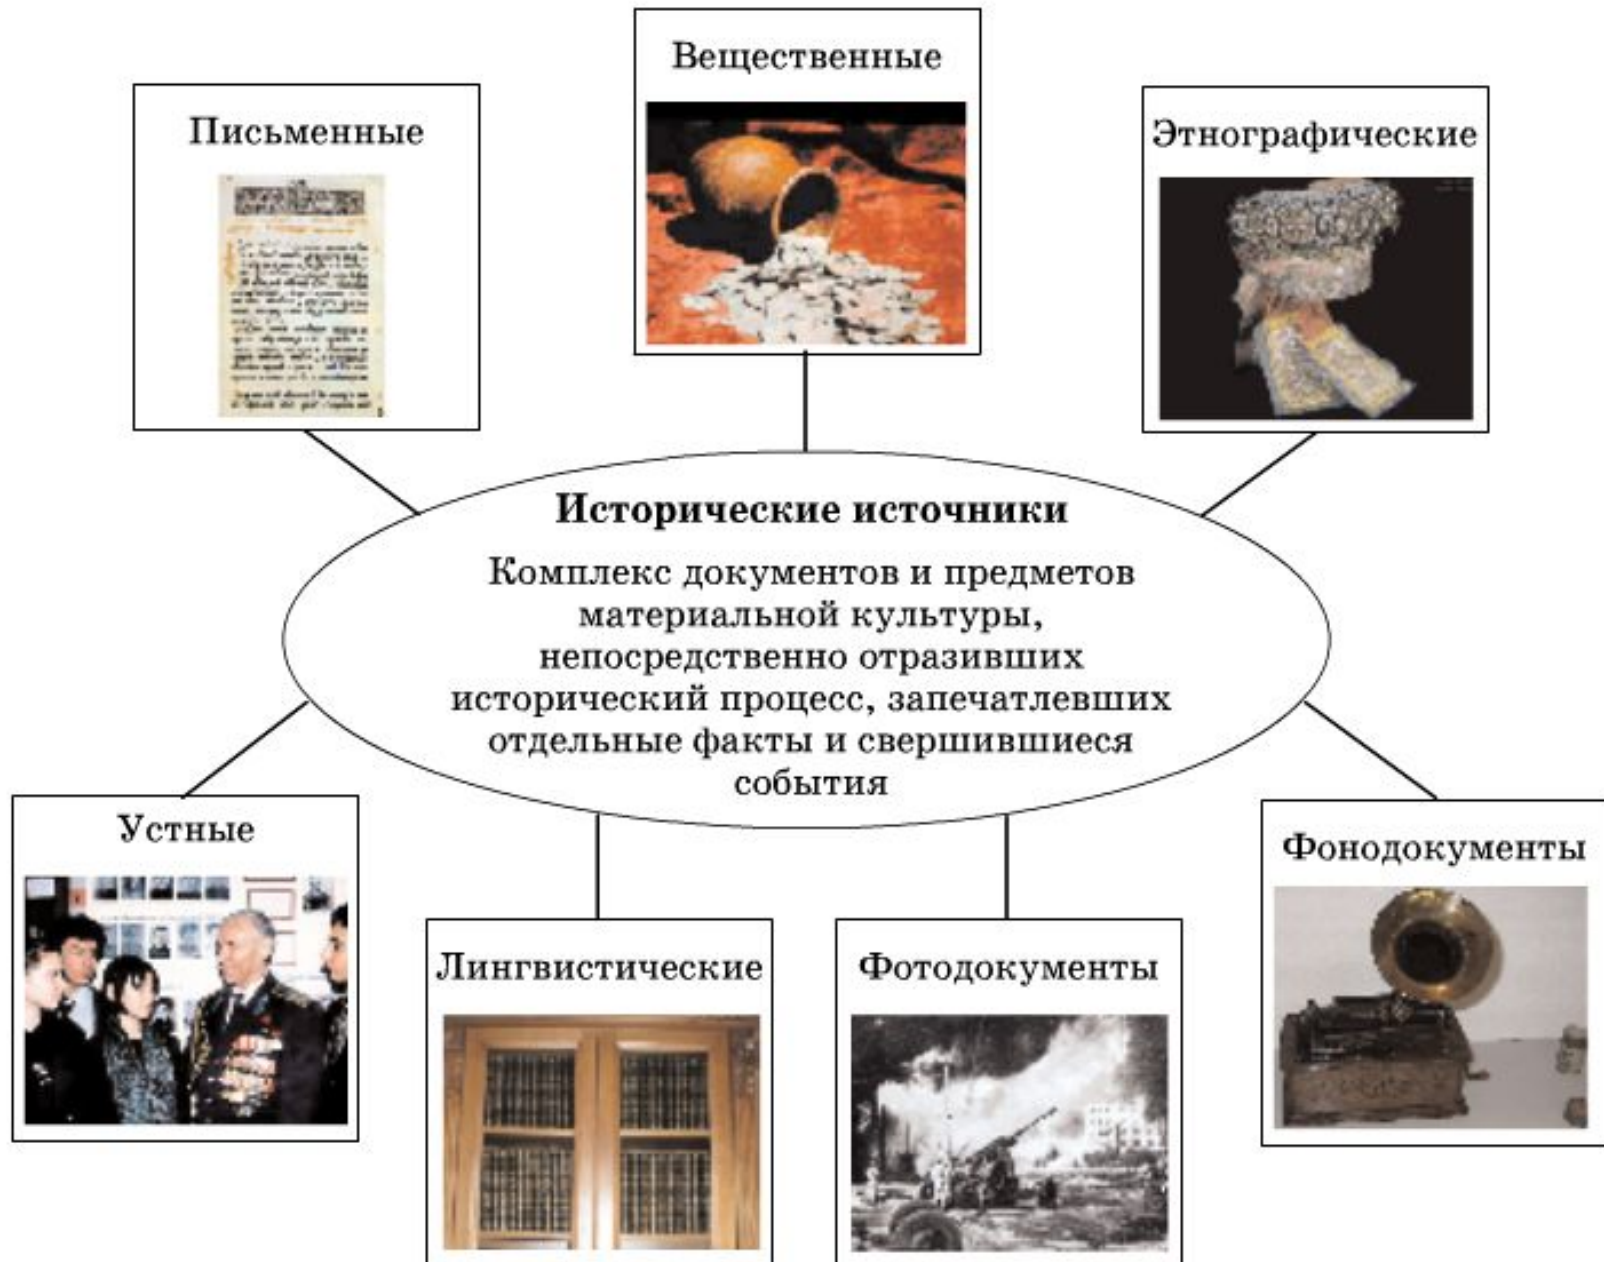 Вещественные
Письменные
Этнографические
Исторические источники
Комплекс документов и предметов
материальной культуры,
непосредственно отразивших
исторический процесс, запечатлевших
отдельные факты и свершившиеся
события
Устные
Фонодокументы
Лингвистические
Фотодокументы